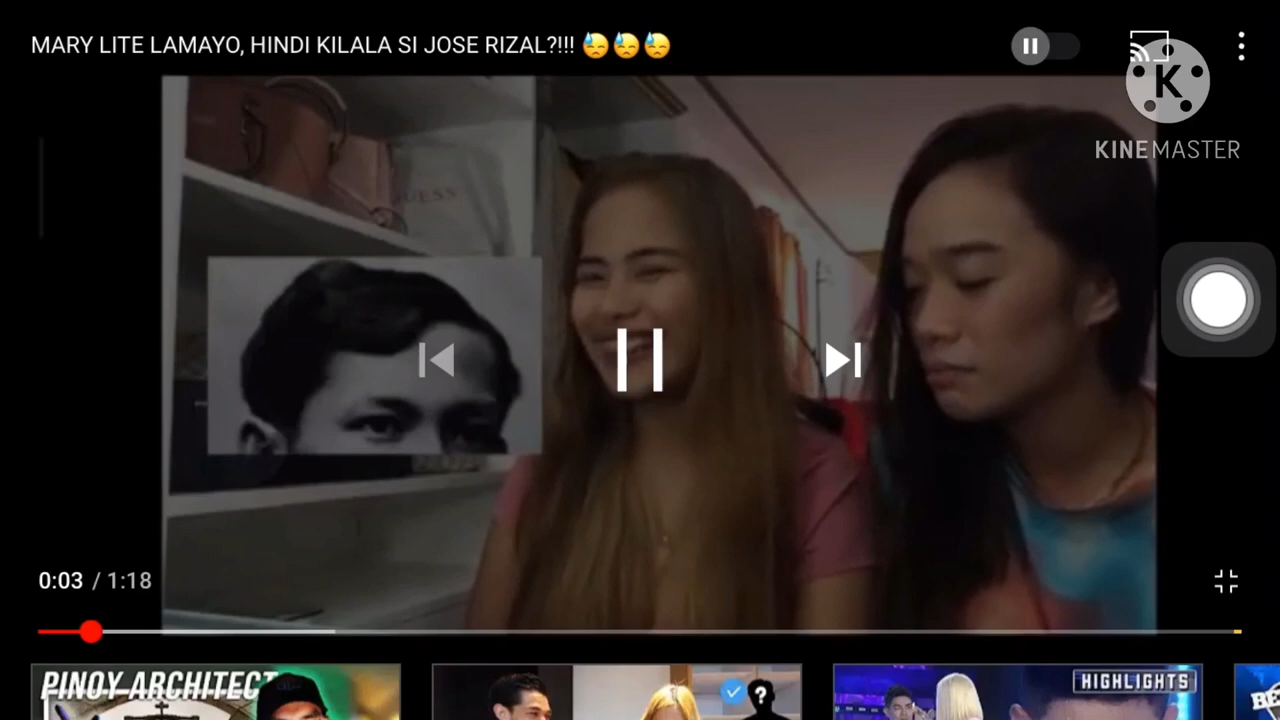 MARY LITE LAMAYO, HINDI KILALA SI JOSE RIZAL?!!! 😓😓😓
K
KINEMASTER
GUESS
0:03 / 1:18
PINOY ARCHITECT
?
HIGHLIGHTS